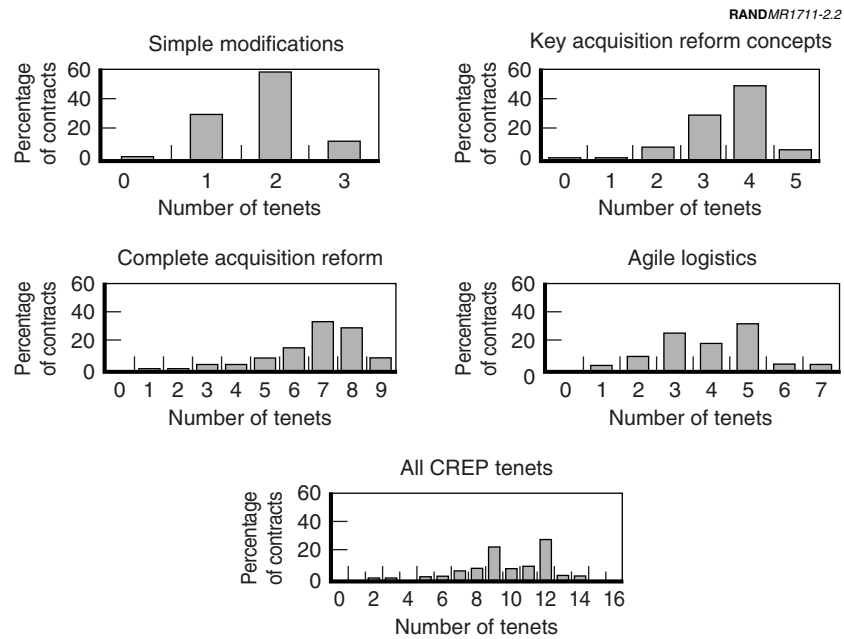 RANDMR1711-2.2
Simple modifications
Percentage
of contracts
60
40
20
0
0 1 2 3
Number of tenets
Key acquisition reform concepts
Percentage
of contracts
60
40
20
0
0 1 2 3 4 5
Number of tenets
Complete acquisition reform
Percentage
of contracts
60
40
20
0
0 1 2 3 4 5 6 7 8 9
Number of tenets
Agile logistics
Percentage
of contracts
60
40
20
0
0 1 2 3 4 5 6 7
Number of tenets
All CREP tenets
Percentage
of contracts
60
40
20
0
0 2 4 6 8 10 12 14 16
Number of tenets